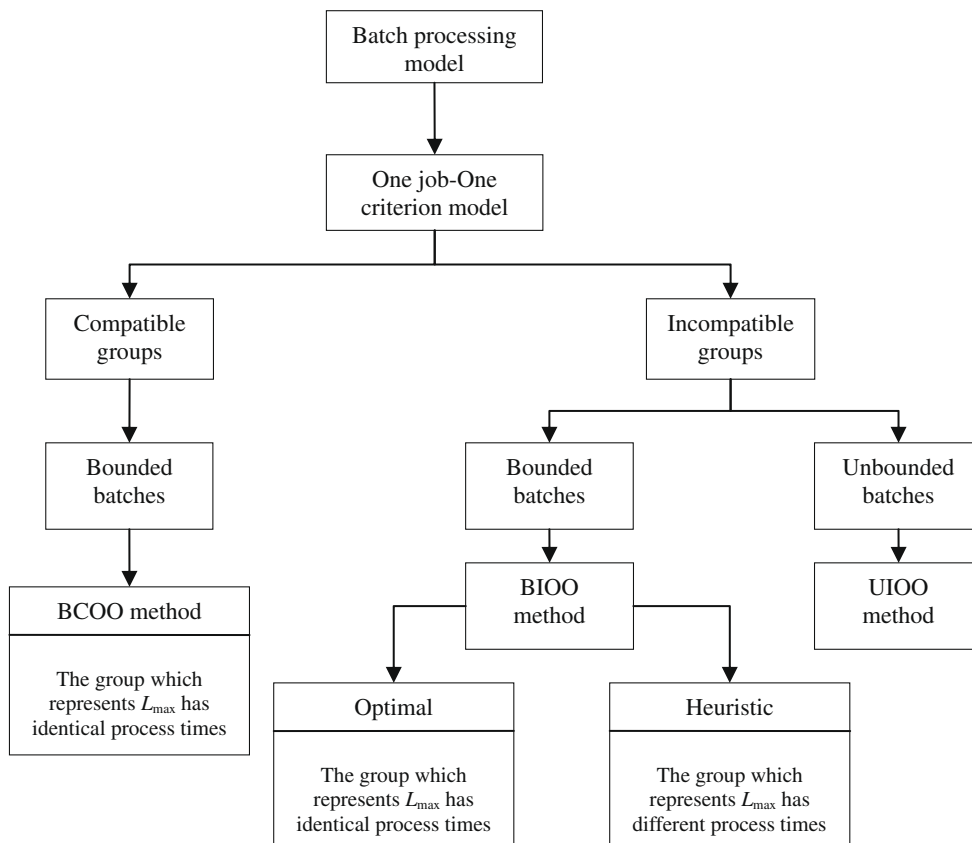 Batch processing
model
One job-One
criterion model
Compatible
groups
Incompatible
groups
Bounded
batches
Bounded
batches
Unbounded
batches
BCOO method
The group which
represents Lmax has
identical process times
BIOO
method
UIOO
method
Optimal
The group which
represents Lmax has
identical process times
Heuristic
The group which
represents Lmax has
different process times